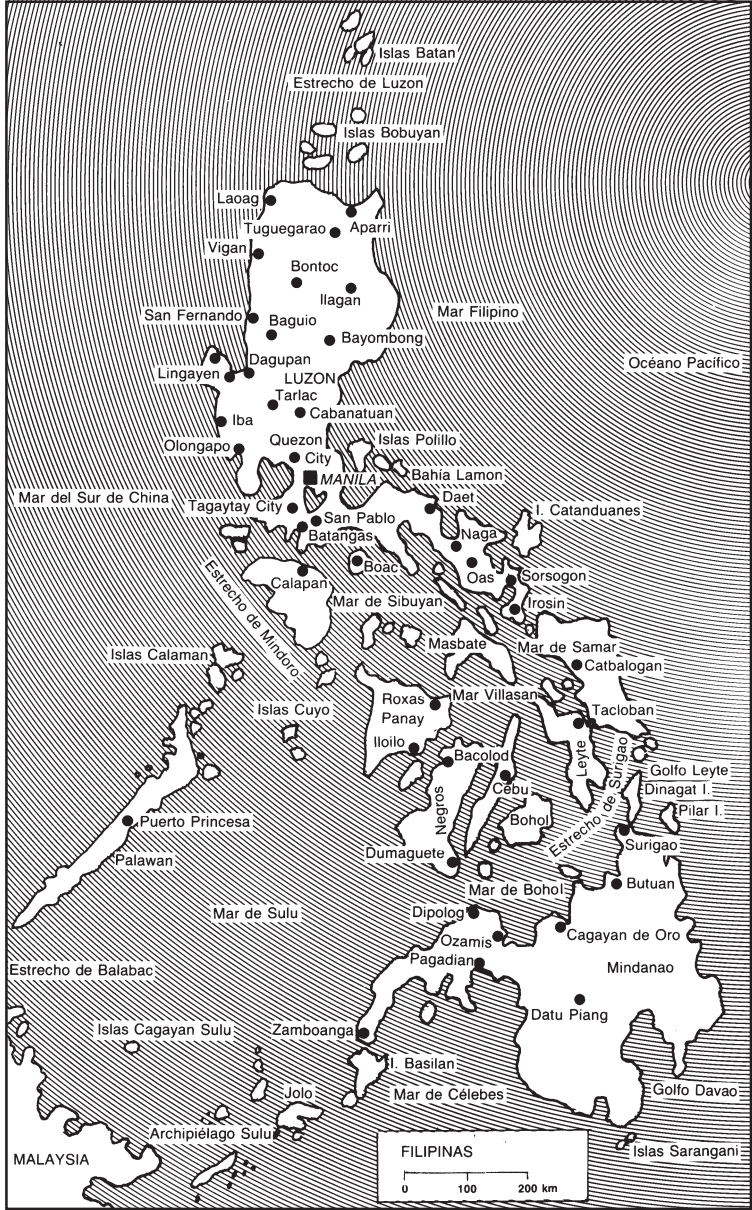 Islas Batan
Estrecho de Luzon
Islas Bobuyan
Laoag
Aparri
Tuguegarao
Vigan
Bontoc
Ilagan
San Fernando
Baguio
Mar Filipino
Bayombong
Dagupan
Océano Pacífico
Lingayen
LUZON
Tarlac
Cabanatuan
Iba
Quezon
City
Islas Polillo
Olongapo
Bahía Lamon
MANILA
Mar del Sur de China
Daet
Tagaytay City
I. Catanduanes
San Pablo
Batangas
Naga
Boac
Oas
Sorsogon
Calapan
Estrecho de Mindoro
Mar de Sibuyan
Irosin
Masbate
Mar de Samar
Islas Calaman
Catbalogan
Roxas
Mar Villasan
Islas Cuyo
Tacloban
Panay
Iloilo
Bacolod
Leyte
Estrecho de Surigao
Golfo Leyte
Cebu
Dinagat I.
Negros
Pilar I.
Puerto Princesa
Bohol
Surigao
Palawan
Dumaguete
Butuan
Mar de Bohol
Mar de Sulu
Dipolog
Cagayan de Oro
Ozamis
Pagadian
Mindanao
Estrecho de Balabac
Datu Piang
Islas Cagayan Sulu
Zamboanga
I. Basilan
Jolo
Mar de Célebes
Golfo Davao
Archipiélago Sulu
MALAYSIA
Islas Sarangani
FILIPINAS
0 100 200 km